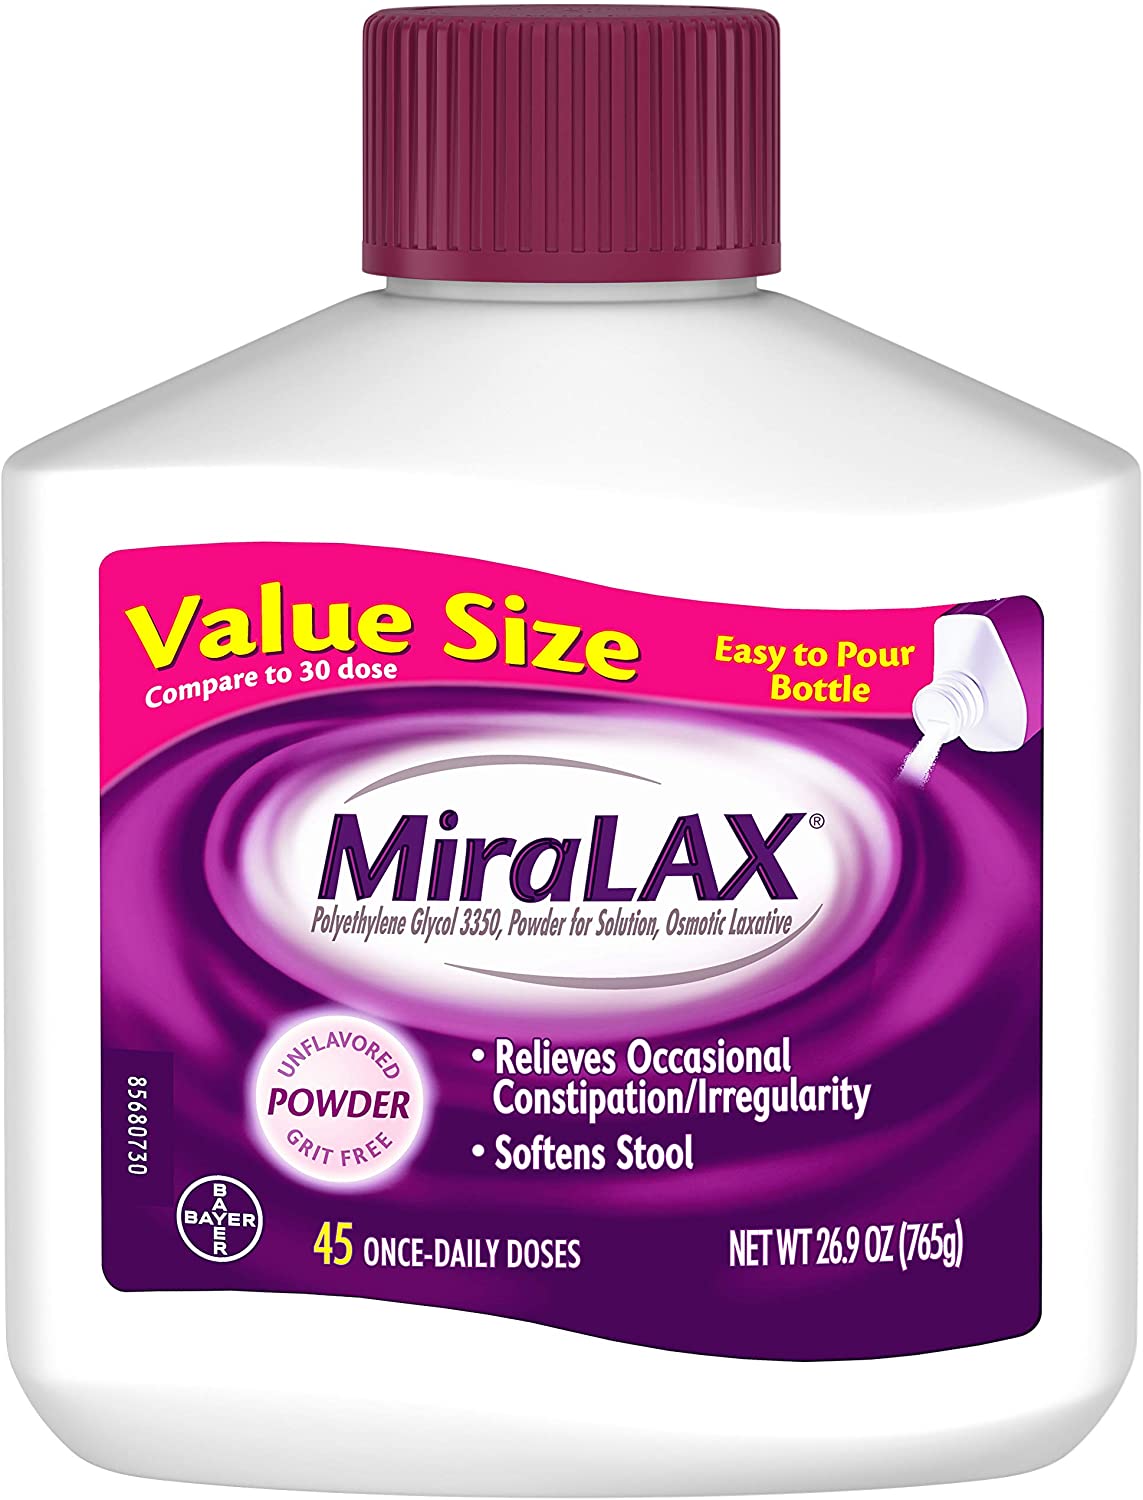 Value Size
Compare to 30 dose
Easy to Pour
Bottle
MiraLAX®
Polyethylene Glycol 3350, Powder for Solution, Osmotic Laxative
UNFLAVORED
POWDER
GRIT FREE
• Relieves Occasional
Constipation/Irregularity
• Softens Stool
85680730
BAYER
BAYER
45 ONCE-DAILY DOSES
NET WT 26.9 OZ (765g)